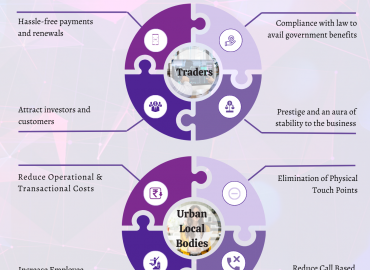 Hassle-free payments
and renewals
Compliance with law to
avail government benefits
Traders
Attract investors and
customers
Prestige and an aura of
stability to the business
Reduce Operational &
Transactional Costs
Elimination of Physical
Touch Points
Urban
Local
Bodies
Increase Employee
Reduce Call Based